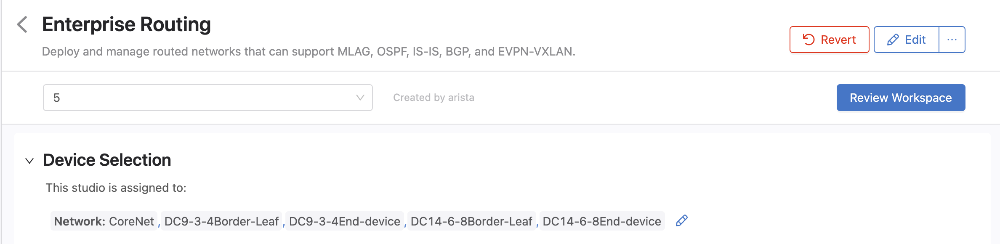 Enterprise Routing
Deploy and manage routed networks that can support MLAG, OSPF, IS-IS, BGP, and EVPN-VXLAN.
Revert
Edit
...
5
Created by arista
Review Workspace
Device Selection
This studio is assigned to:
Network: CoreNet, DC9-3-4Border-Leaf, DC9-3-4End-device, DC14-6-8Border-Leaf, DC14-6-8End-device